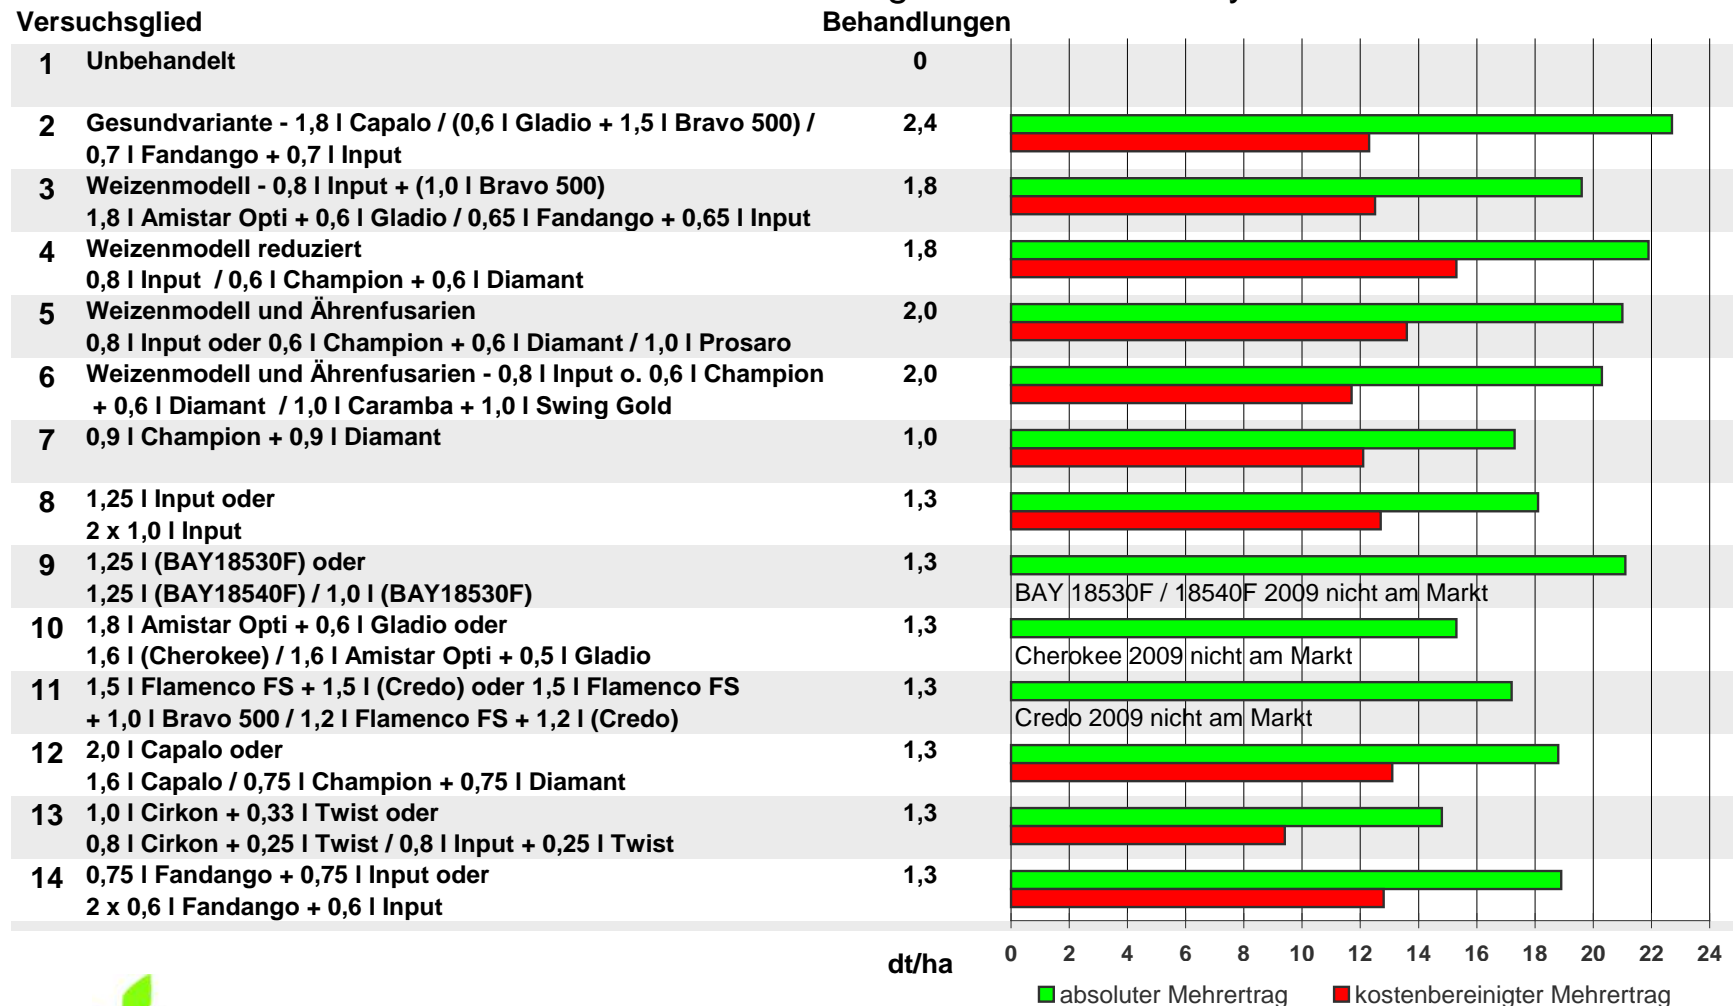 Versuchsglied Behandlungen
1 Unbehandelt 0
2 Gesundvariante - 1,8 l Capalo / (0,6 l Gladio + 1,5 l Bravo 500) / 2,4
0,7 l Fandango + 0,7 l Input
3 Weizenmodell - 0,8 l Input + (1,0 l Bravo 500) 1,8
1,8 l Amistar Opti + 0,6 l Gladio / 0,65 l Fandango + 0,65 l Input
4 Weizenmodell reduziert 1,8
0,8 l Input / 0,6 l Champion + 0,6 l Diamant
5 Weizenmodell und Ährenfusarien 2,0
0,8 l Input oder 0,6 l Champion + 0,6 l Diamant / 1,0 l Prosaro
6 Weizenmodell und Ährenfusarien - 0,8 l Input o. 0,6 l Champion 2,0
+ 0,6 l Diamant / 1,0 l Caramba + 1,0 l Swing Gold
7 0,9 l Champion + 0,9 l Diamant 1,0
8 1,25 l Input oder 1,3
2 x 1,0 l Input
9 1,25 l (BAY18530F) oder 1,3
1,25 l (BAY18540F) / 1,0 l (BAY18530F) BAY 18530F / 18540F 2009 nicht am Markt
10 1,8 l Amistar Opti + 0,6 l Gladio oder 1,3
1,6 l (Cherokee) / 1,6 l Amistar Opti + 0,5 l Gladio Cherokee 2009 nicht am Markt
11 1,5 l Flamenco FS + 1,5 l (Credo) oder 1,5 l Flamenco FS 1,3
+ 1,0 l Bravo 500 / 1,2 l Flamenco FS + 1,2 l (Credo) Credo 2009 nicht am Markt
12 2,0 l Capalo oder 1,3
1,6 l Capalo / 0,75 l Champion + 0,75 l Diamant
13 1,0 l Cirkon + 0,33 l Twist oder 1,3
0,8 l Cirkon + 0,25 l Twist / 0,8 l Input + 0,25 l Twist
14 0,75 l Fandango + 0,75 l Input oder 1,3
2 x 0,6 l Fandango + 0,6 l Input
dt/ha 0 2 4 6 8 10 12 14 16 18 20 22 24
absoluter Mehrertrag kostenbereinigter Mehrertrag